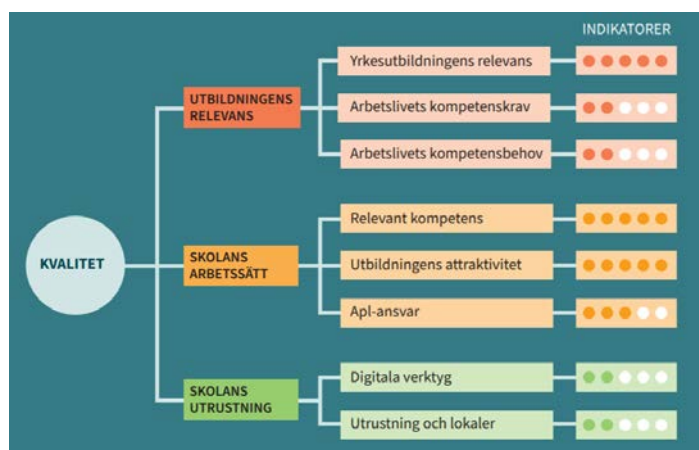 INDIKATORER
Yrkesutbildningens relevans
UTBILDNINGENS
RELEVANS
Arbetslivets kompetenskrav
Arbetslivets kompetensbehov
Relevant kompetens
KVALITET
SKOLANS
ARBETSSÄTT
Utbildningens attraktivitet
Apl-ansvar
Digitala verktyg
SKOLANS
UTRUSTNING
Utrustning och lokaler